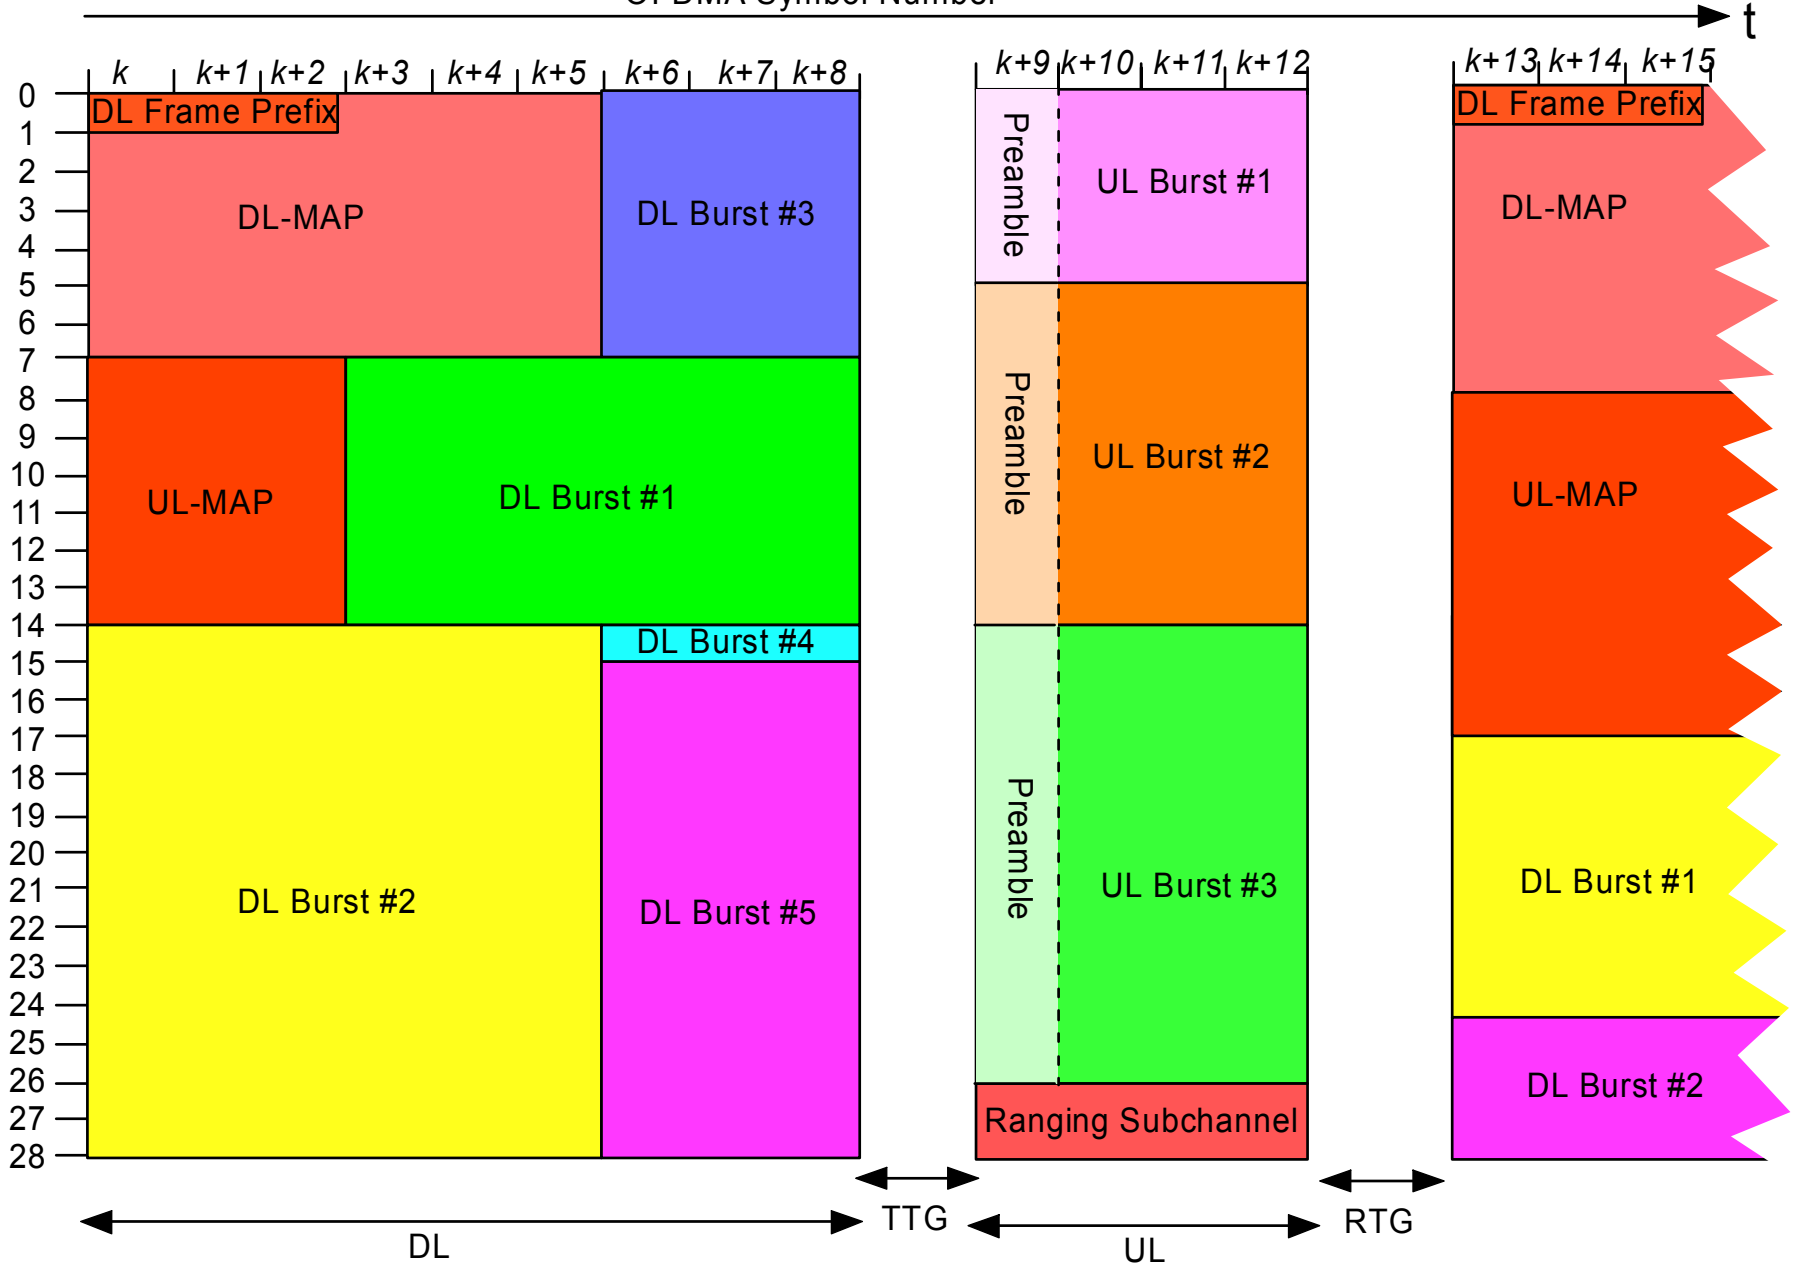 t
k k+1 k+2 k+3 k+4 k+5 k+6 k+7 k+8 k+9 k+10 k+11 k+12 k+13 k+14 k+15
0
1
2
3
4
5
6
7
8
9
10
11
12
13
14
15
16
17
18
19
20
21
22
23
24
25
26
27
28
DL Frame Prefix
DL-MAP
DL Burst #3
UL-MAP
DL Burst #1
DL Burst #4
DL Burst #2
DL Burst #5
Preamble
UL Burst #1
Preamble
UL Burst #2
Preamble
UL Burst #3
Ranging Subchannel
DL Frame Prefix
DL-MAP
UL-MAP
DL Burst #1
DL Burst #2
DL
TTG
UL
RTG